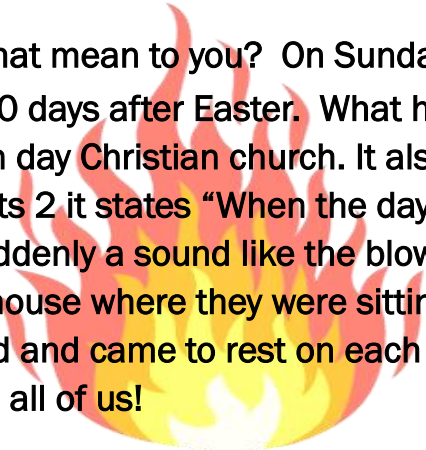 hat mean to you? On Sunda
0 days after Easter. What h
day Christian church. It als
ts 2 it states “When the day
ddenly a sound like the blow
house where they were sittin
d and came to rest on each
all of us!